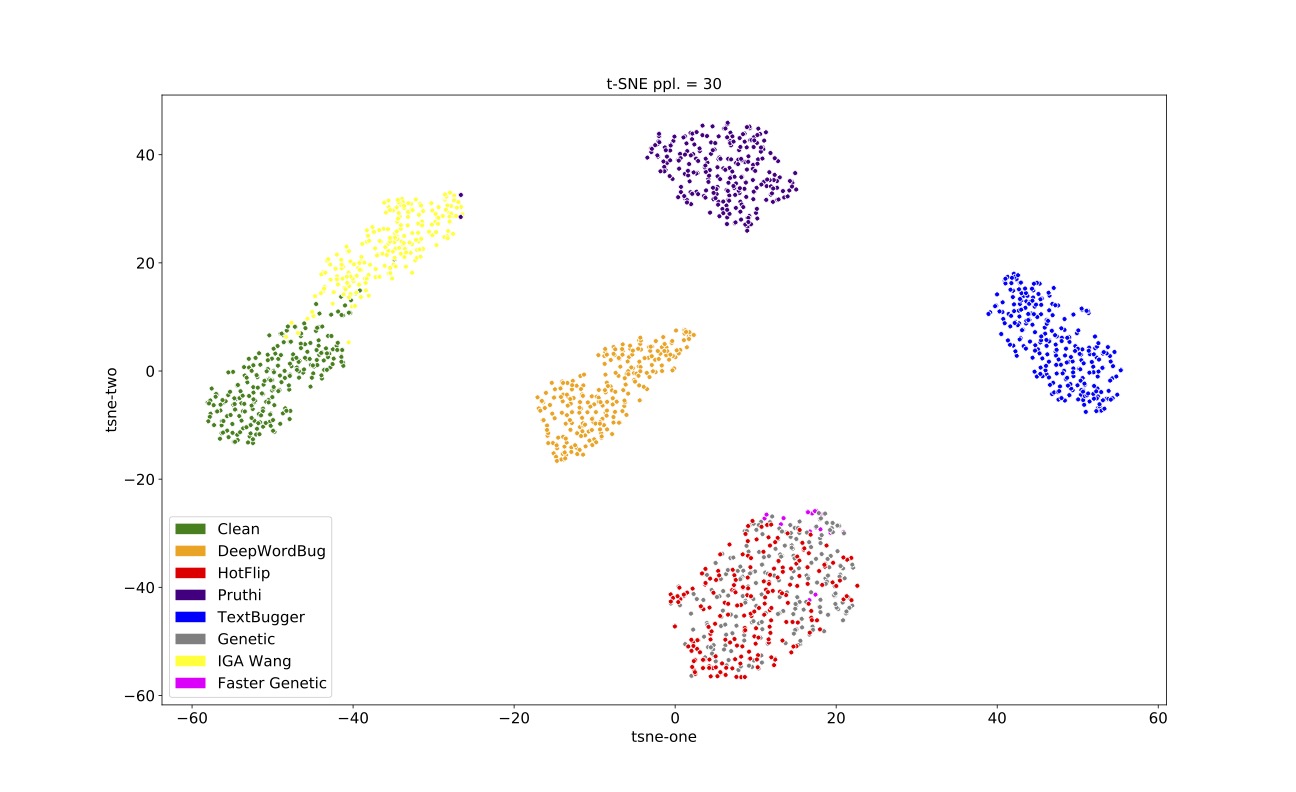 t-SNE ppl. = 30
40
20
0
−20
−40
−60
tsne-two
Clean
DeepWordBug
HotFlip
Pruthi
TextBugger
Genetic
IGA Wang
Faster Genetic
−60 −40 −20 0 20 40 60
tsne-one